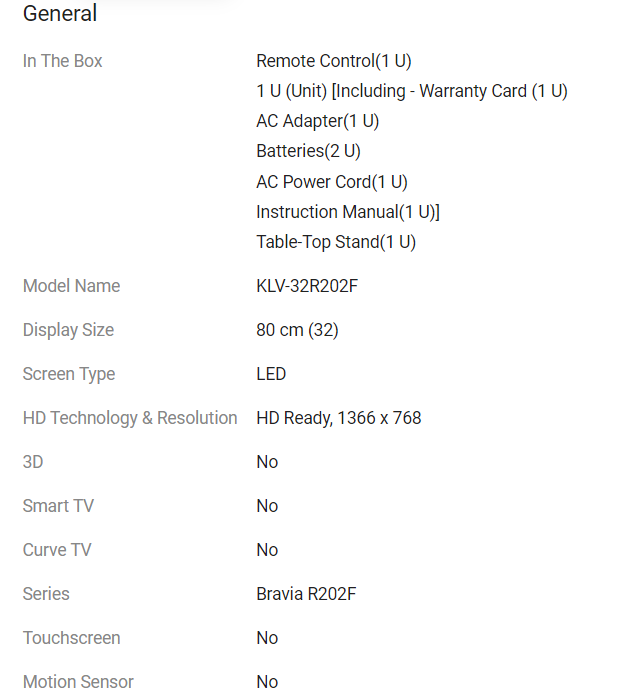 General
In The Box
Remote Control(1 U)
1 U (Unit) [Including - Warranty Card (1 U)
AC Adapter(1 U)
Batteries(2 U)
AC Power Cord(1 U)
Instruction Manual(1 U)]
Table-Top Stand(1 U)
Model Name KLV-32R202F
Display Size 80 cm (32)
Screen Type LED
HD Technology & Resolution HD Ready, 1366 x 768
3D No
Smart TV No
Curve TV No
Series Bravia R202F
Touchscreen No
Motion Sensor No